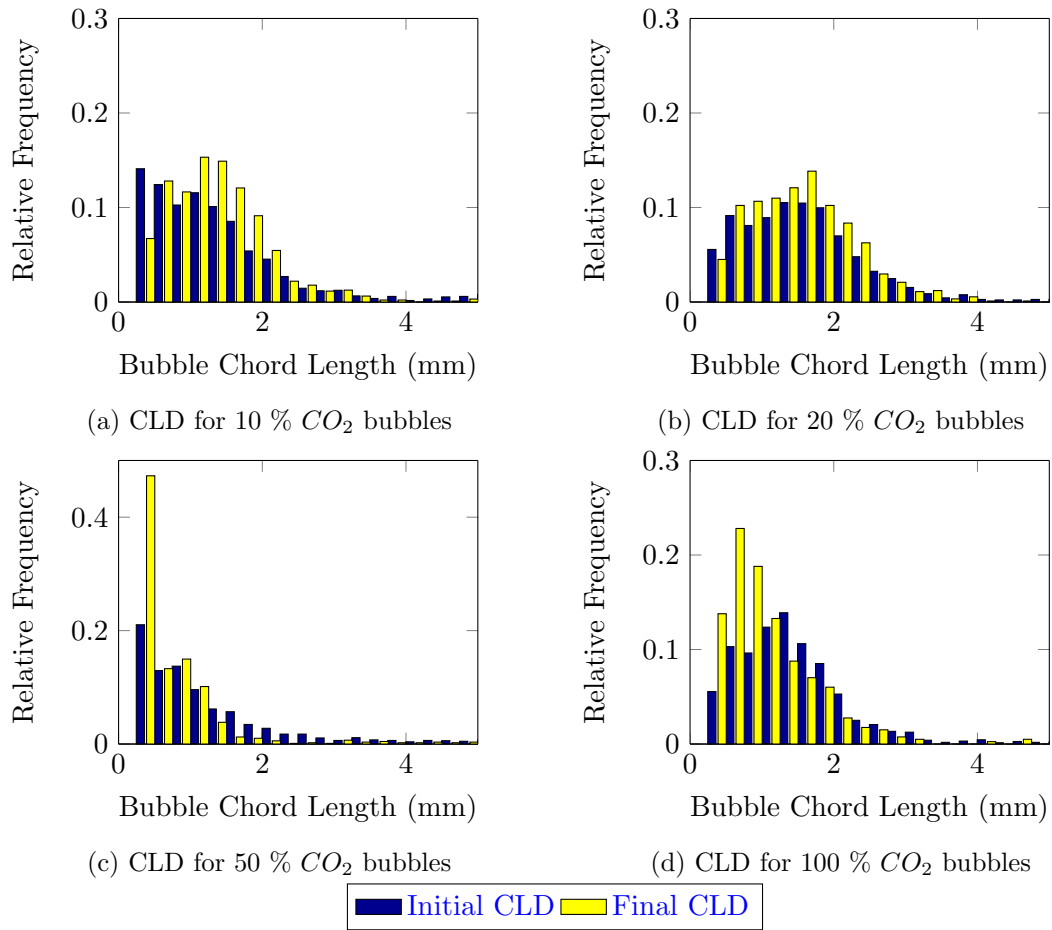 0.3
0.2
0.1
0
0 2 4
Relative Frequency
Bubble Chord Length (mm)
(a) CLD for 10 % CO₂ bubbles
0.3
0.2
0.1
0
0 2 4
Relative Frequency
Bubble Chord Length (mm)
(b) CLD for 20 % CO₂ bubbles
0.4
0.2
0
0 2 4
Relative Frequency
Bubble Chord Length (mm)
(c) CLD for 50 % CO₂ bubbles
0.3
0.2
0.1
0
0 2 4
Relative Frequency
Bubble Chord Length (mm)
(d) CLD for 100 % CO₂ bubbles
Initial CLD Final CLD